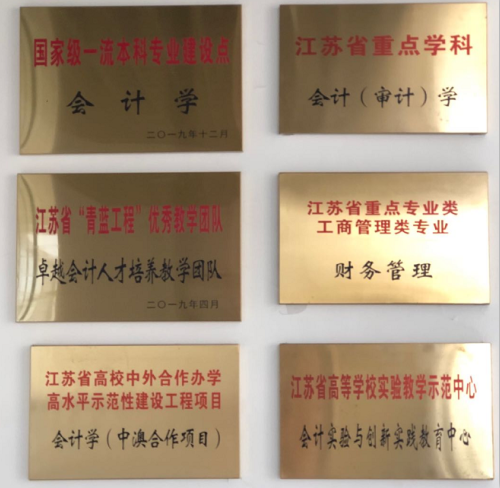 国家级一流本科专业建设点
会计学
二〇一九年十二月
江苏省重点学科
会计（审计）学
江苏省“青蓝工程”优秀教学团队
卓越会计人才培养教学团队
二〇一九年四月
江苏省重点专业类
工商管理类专业
财务管理
江苏省高校中外合作办学
高水平示范性建设工程项目
会计学（中澳合作项目）
江苏省高等学校实验教学示范中心
会计实验与创新实践教育中心